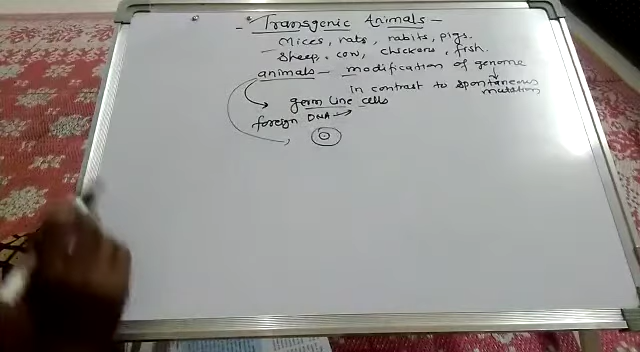 - Transgenic Animals -
Mices, rats, rabits, pigs.
- Sheep, cow, chickens, fish.
animals - modification of genome
in contrast to spontaneous
mutation
germ line cells
foreign DNA →